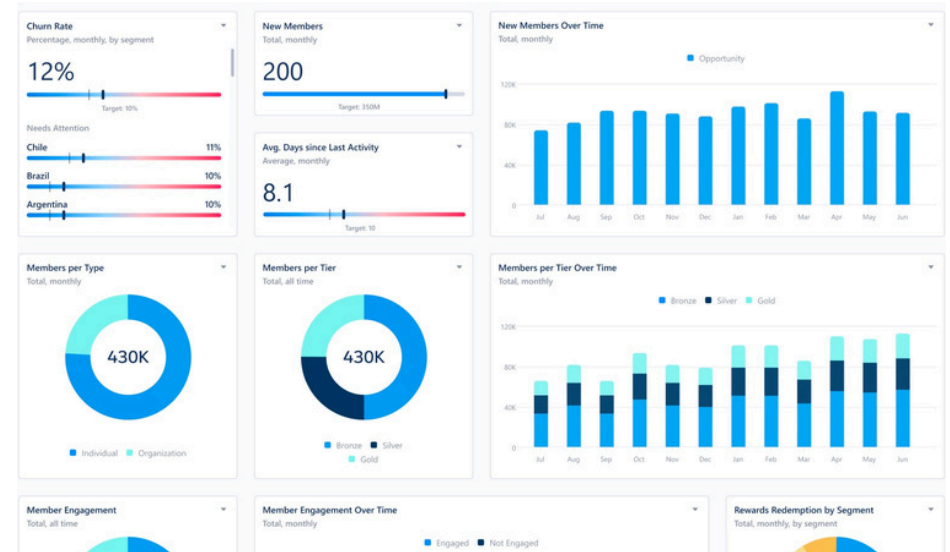 Churn Rate
Percentage, monthly, by segment
12%
Target: 10%
Needs Attention
Chile 11%
Brazil 10%
Argentina 10%
New Members
Total, monthly
200
Target: 350M
Avg. Days since Last Activity
Average, monthly
8.1
Target: 10
New Members Over Time
Total, monthly
Opportunity
120K
80K
40K
0
Jul Aug Sep Oct Nov Dec Jan Feb Mar Apr May Jun
Members per Type
Total, monthly
430K
Individual Organization
Members per Tier
Total, all time
430K
Bronze Silver
Gold
Members per Tier Over Time
Total, monthly
Bronze Silver Gold
120K
80K
40K
0
Jul Aug Sep Oct Nov Dec Jan Feb Mar Apr May Jun
Member Engagement
Total, all time
Member Engagement Over Time
Total, monthly
Engaged Not Engaged
Rewards Redemption by Segment
Total, monthly, by segment